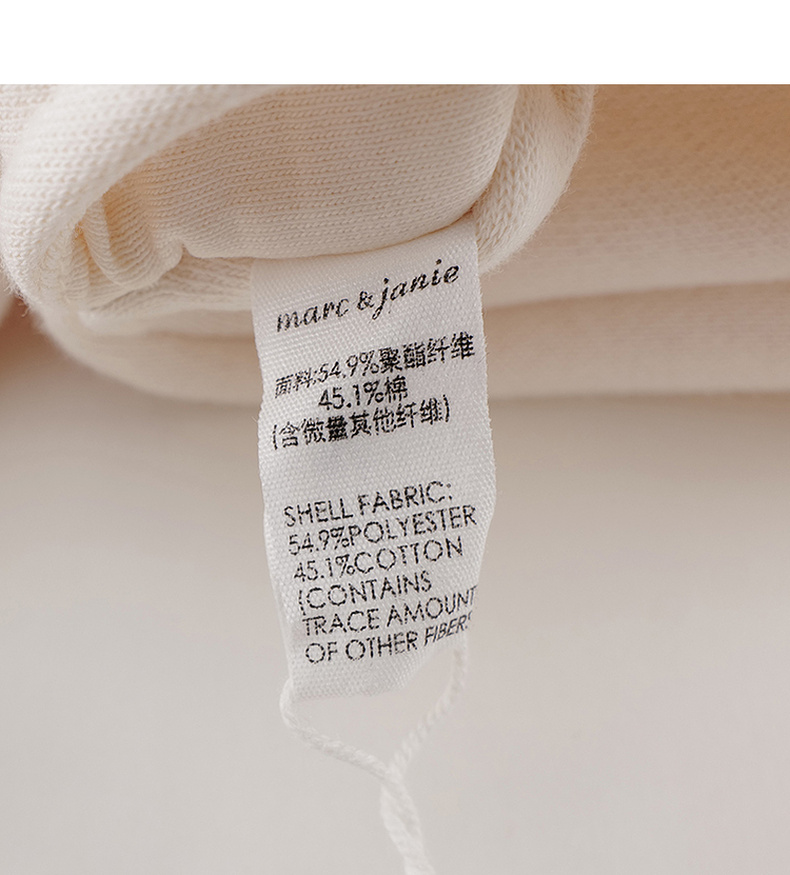 marc & janie
面料:54.9%聚酯纤维
45.1%棉
(含微量其他纤维)
SHELL FABRIC:
54.9%POLYESTER
45.1%COTTON
(CONTAINS
TRACE AMOUNT
OF OTHER FIBERS